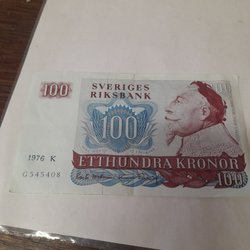 100
SVERIGES
RIKSBANK
100
1976 K
G545408
ETTHUNDRA KRONOR
100